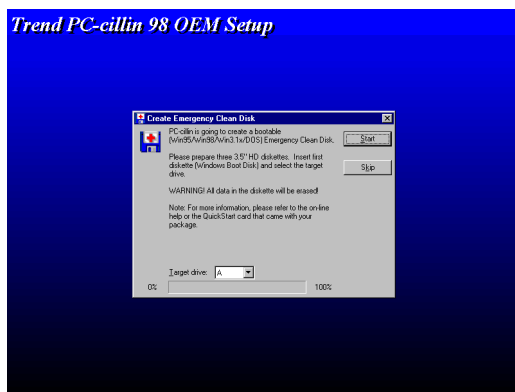 Trend PC-cillin 98 OEM Setup
Create Emergency Clean Disk
PC-cillin is going to create a bootable
(Win95/Win98/Win3.1x/DOS) Emergency Clean Disk.
Please prepare three 3.5" HD diskettes. Insert first
diskette (Windows Boot Disk) and select the target
drive.
WARNING! All data in the diskette will be erased!
Note: For more information, please refer to the on-line
help or the QuickStart card that came with your
package.
Start
Skip
Target drive: A
0% 100%